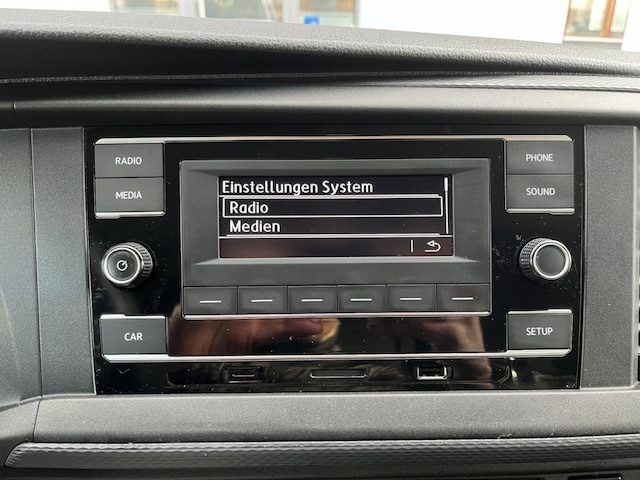 RADIO
PHONE
MEDIA
SOUND
Einstellungen System
Radio
Medien
CAR
SETUP